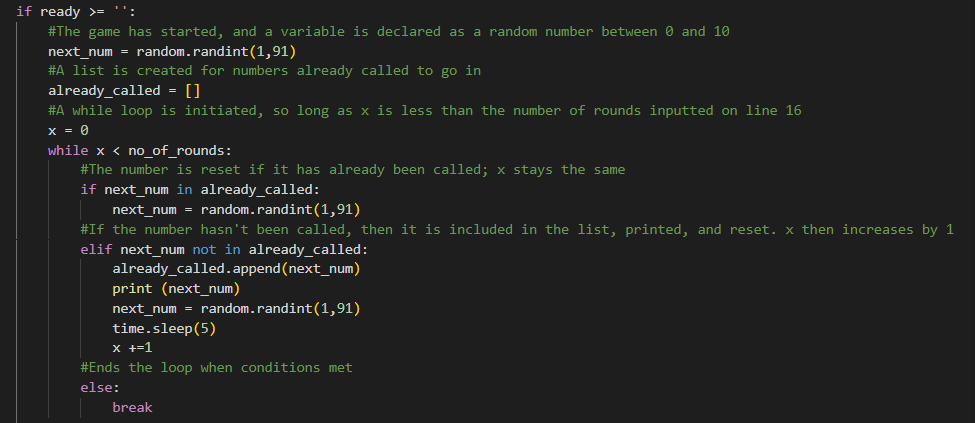 if ready >= '':
#The game has started, and a variable is declared as a random number between 0 and 10
next_num = random.randint(1,91)
#A list is created for numbers already called to go in
already_called = []
#A while loop is initiated, so long as x is less than the number of rounds inputted on line 16
x = 0
while x < no_of_rounds:
#The number is reset if it has already been called; x stays the same
if next_num in already_called:
next_num = random.randint(1,91)
#If the number hasn't been called, then it is included in the list, printed, and reset. x then increases by 1
elif next_num not in already_called:
already_called.append(next_num)
print (next_num)
next_num = random.randint(1,91)
time.sleep(5)
x +=1
#Ends the loop when conditions met
else:
break